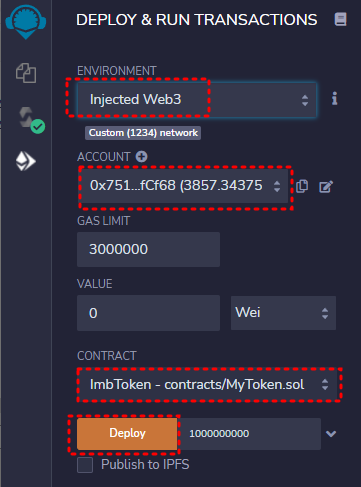 DEPLOY & RUN TRANSACTIONS
ENVIRONMENT
Injected Web3
Custom (1234) network
ACCOUNT
0x751...fCf68 (3857.34375
GAS LIMIT
3000000
VALUE
0 Wei
CONTRACT
ImbToken - contracts/MyToken.sol
Deploy 1000000000
Publish to IPFS